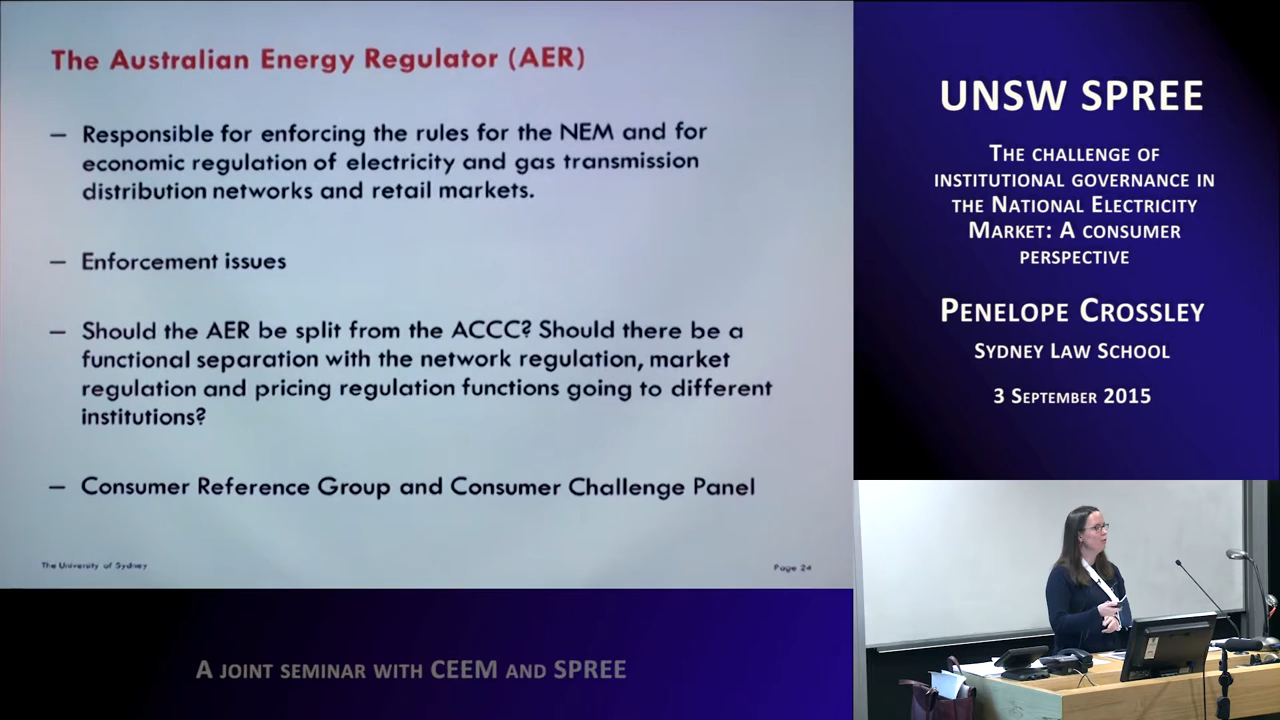 The Australian Energy Regulator (AER)
– Responsible for enforcing the rules for the NEM and for
economic regulation of electricity and gas transmission
distribution networks and retail markets.
– Enforcement issues
– Should the AER be split from the ACCC? Should there be a
functional separation with the network regulation, market
regulation and pricing regulation functions going to different
institutions?
– Consumer Reference Group and Consumer Challenge Panel
The University of Sydney
Page 24
UNSW SPREE
The challenge of
institutional governance in
the National Electricity
Market: A consumer
perspective
Penelope Crossley
Sydney Law School
3 September 2015
A joint seminar with CEEM and SPREE